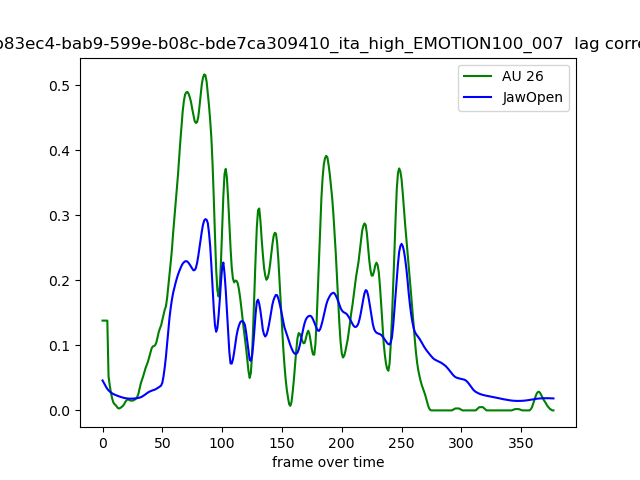 b83ec4-bab9-599e-b08c-bde7ca309410_ita_high_EMOTION100_007 lag corre
AU 26
JawOpen
0.5
0.4
0.3
0.2
0.1
0.0
0 50 100 150 200 250 300 350
frame over time